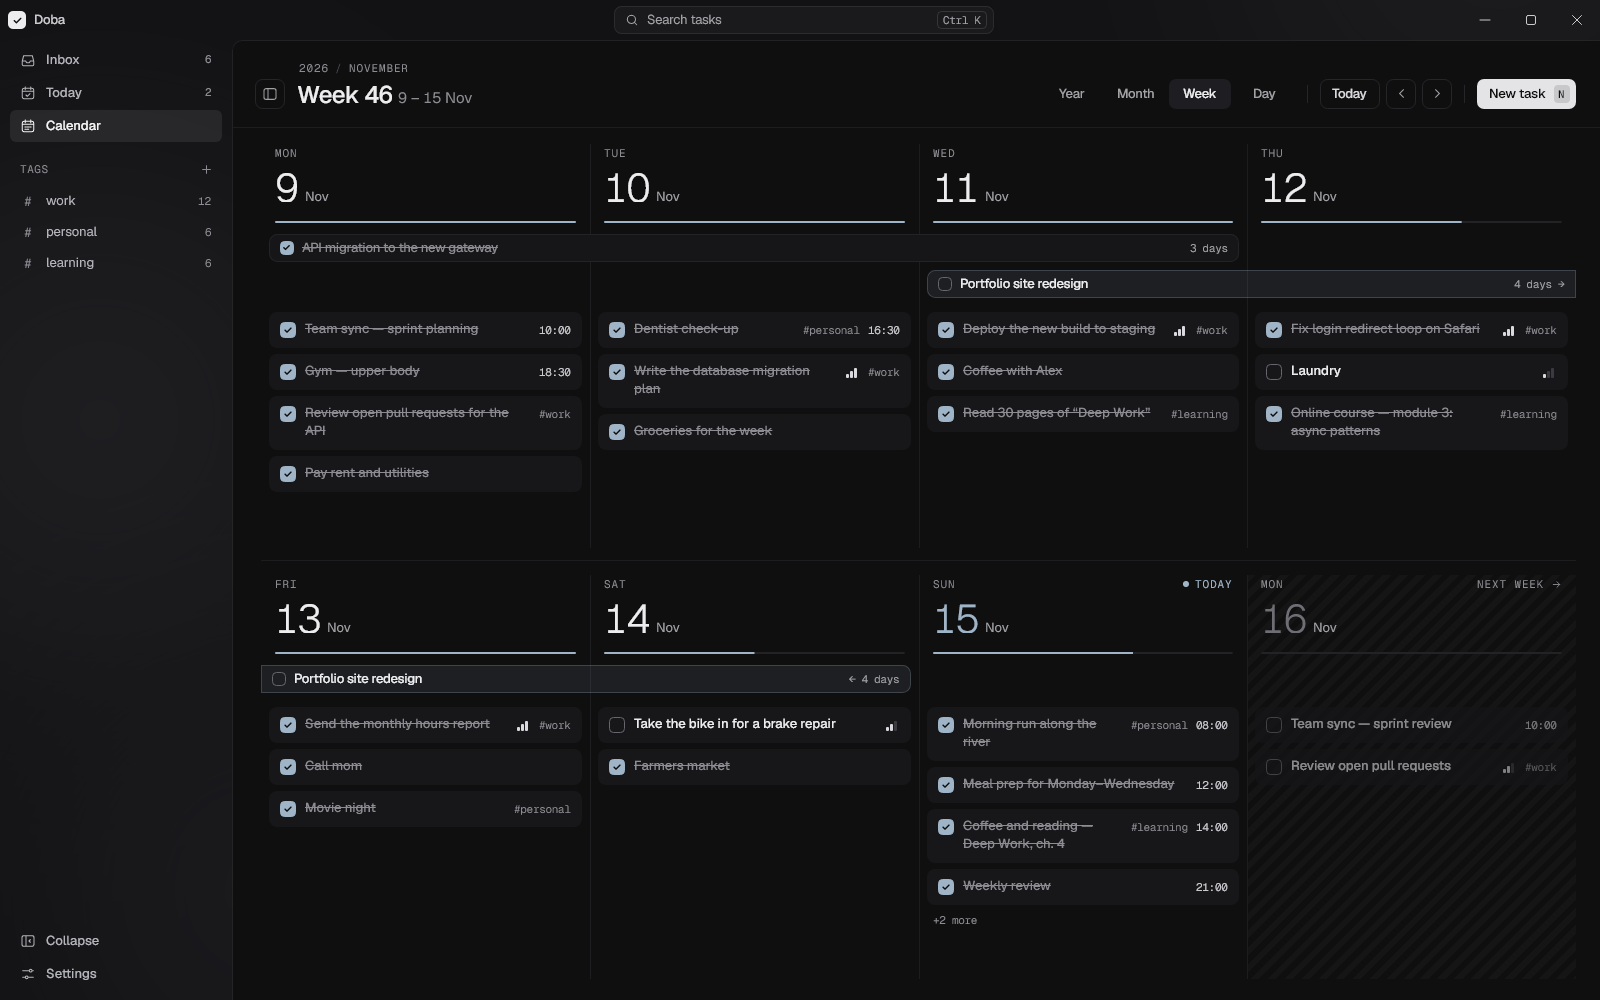 Doba
Search tasks
Ctrl K
Inbox 6
Today 2
Calendar
TAGS +
# work 12
# personal 6
# learning 6
Collapse
Settings
2026 / NOVEMBER
Week 46 9 – 15 Nov
Year Month Week Day
Today
New task N
MON
9 Nov
TUE
10 Nov
WED
11 Nov
THU
12 Nov
API migration to the new gateway 3 days
Portfolio site redesign 4 days →
Team sync — sprint planning 10:00
Gym — upper body 18:30
Review open pull requests for the #work
API
Pay rent and utilities
Dentist check-up #personal 16:30
Write the database migration #work
plan
Groceries for the week
Deploy the new build to staging #work
Coffee with Alex
Read 30 pages of “Deep Work” #learning
Fix login redirect loop on Safari #work
Laundry
Online course — module 3: #learning
async patterns
FRI
13 Nov
SAT
14 Nov
SUN TODAY
15 Nov
MON NEXT WEEK →
16 Nov
Portfolio site redesign ← 4 days
Send the monthly hours report #work
Call mom
Movie night #personal
Take the bike in for a brake repair
Farmers market
Morning run along the #personal 08:00
river
Meal prep for Monday–Wednesday 12:00
Coffee and reading — #learning 14:00
Deep Work, ch. 4
Weekly review 21:00
+2 more
Team sync — sprint review 10:00
Review open pull requests #work